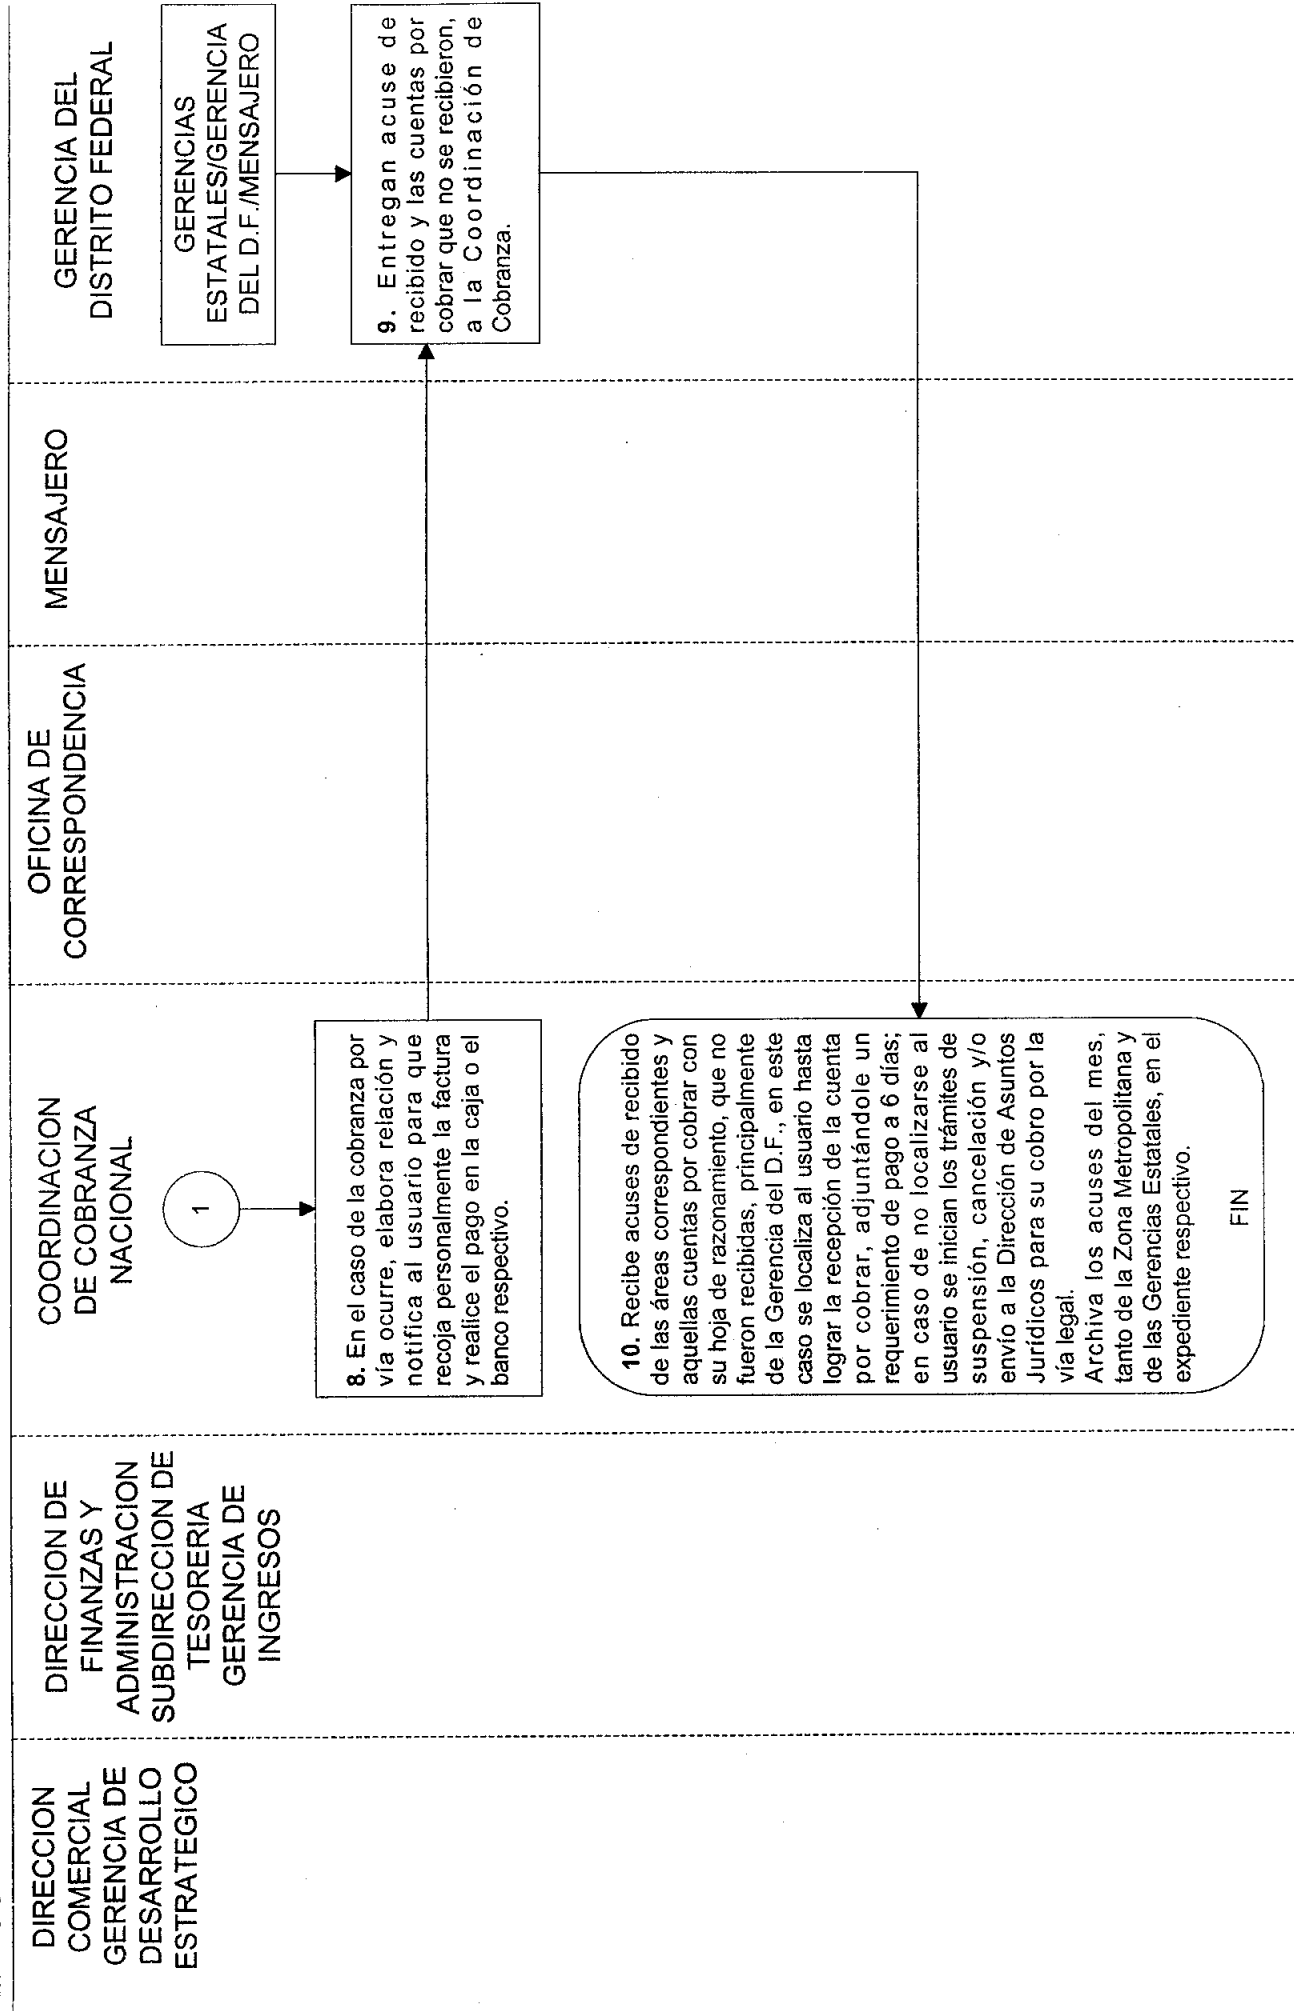 DIRECCION
COMERCIAL
GERENCIA DE
DESARROLLO
ESTRATEGICO
DIRECCION DE
FINANZAS Y
ADMINISTRACION
SUBDIRECCION DE
TESORERIA
GERENCIA DE
INGRESOS
COORDINACION
DE COBRANZA
NACIONAL
OFICINA DE
CORRESPONDENCIA
MENSAJERO
GERENCIA DEL
DISTRITO FEDERAL
1
8. En el caso de la cobranza por
vía ocurre, elabora relación y
notifica al usuario para que
recoja personalmente la factura
y realice el pago en la caja o el
banco respectivo.
GERENCIAS
ESTATALES/GERENCIA
DEL D.F./MENSAJERO
9. Entregan acuse de
recibido y las cuentas por
cobrar que no se recibieron,
a la Coordinación de
Cobranza.
10. Recibe acuses de recibido
de las áreas correspondientes y
aquellas cuentas por cobrar con
su hoja de razonamiento, que no
fueron recibidas, principalmente
de la Gerencia del D.F., en este
caso se localiza al usuario hasta
lograr la recepción de la cuenta
por cobrar, adjuntándole un
requerimiento de pago a 6 días;
en caso de no localizarse al
usuario se inician los trámites de
suspensión, cancelación y/o
envío a la Dirección de Asuntos
Jurídicos para su cobro por la
vía legal.
Archiva los acuses del mes,
tanto de la Zona Metropolitana y
de las Gerencias Estatales, en el
expediente respectivo.
FIN